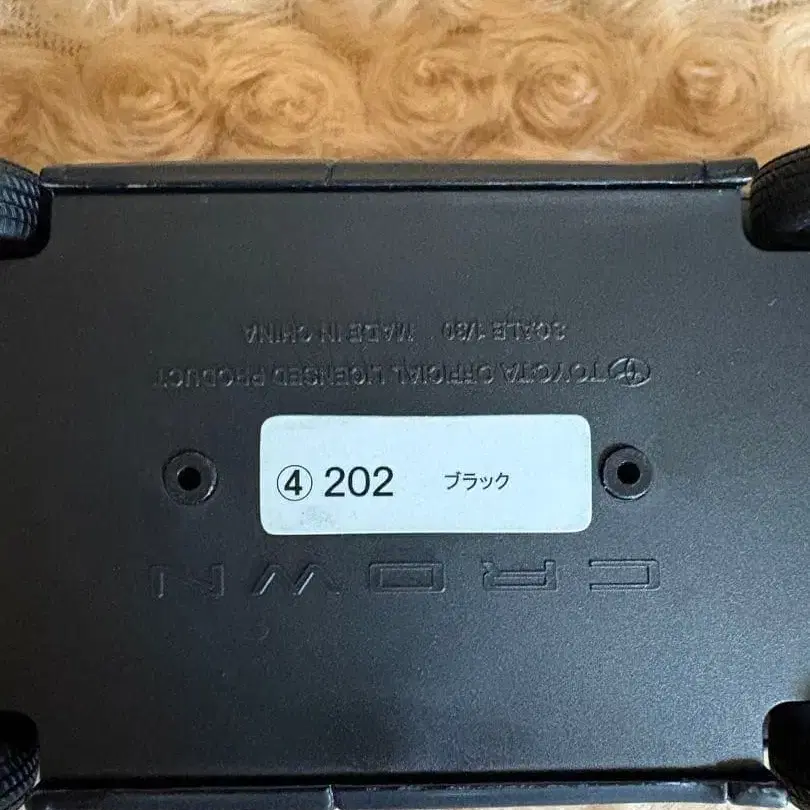 SCALE 1/30 MADE IN CHINA
TOYOTA OFFICIAL LICENSED PRODUCT
④ 202 ブラック
CROWN